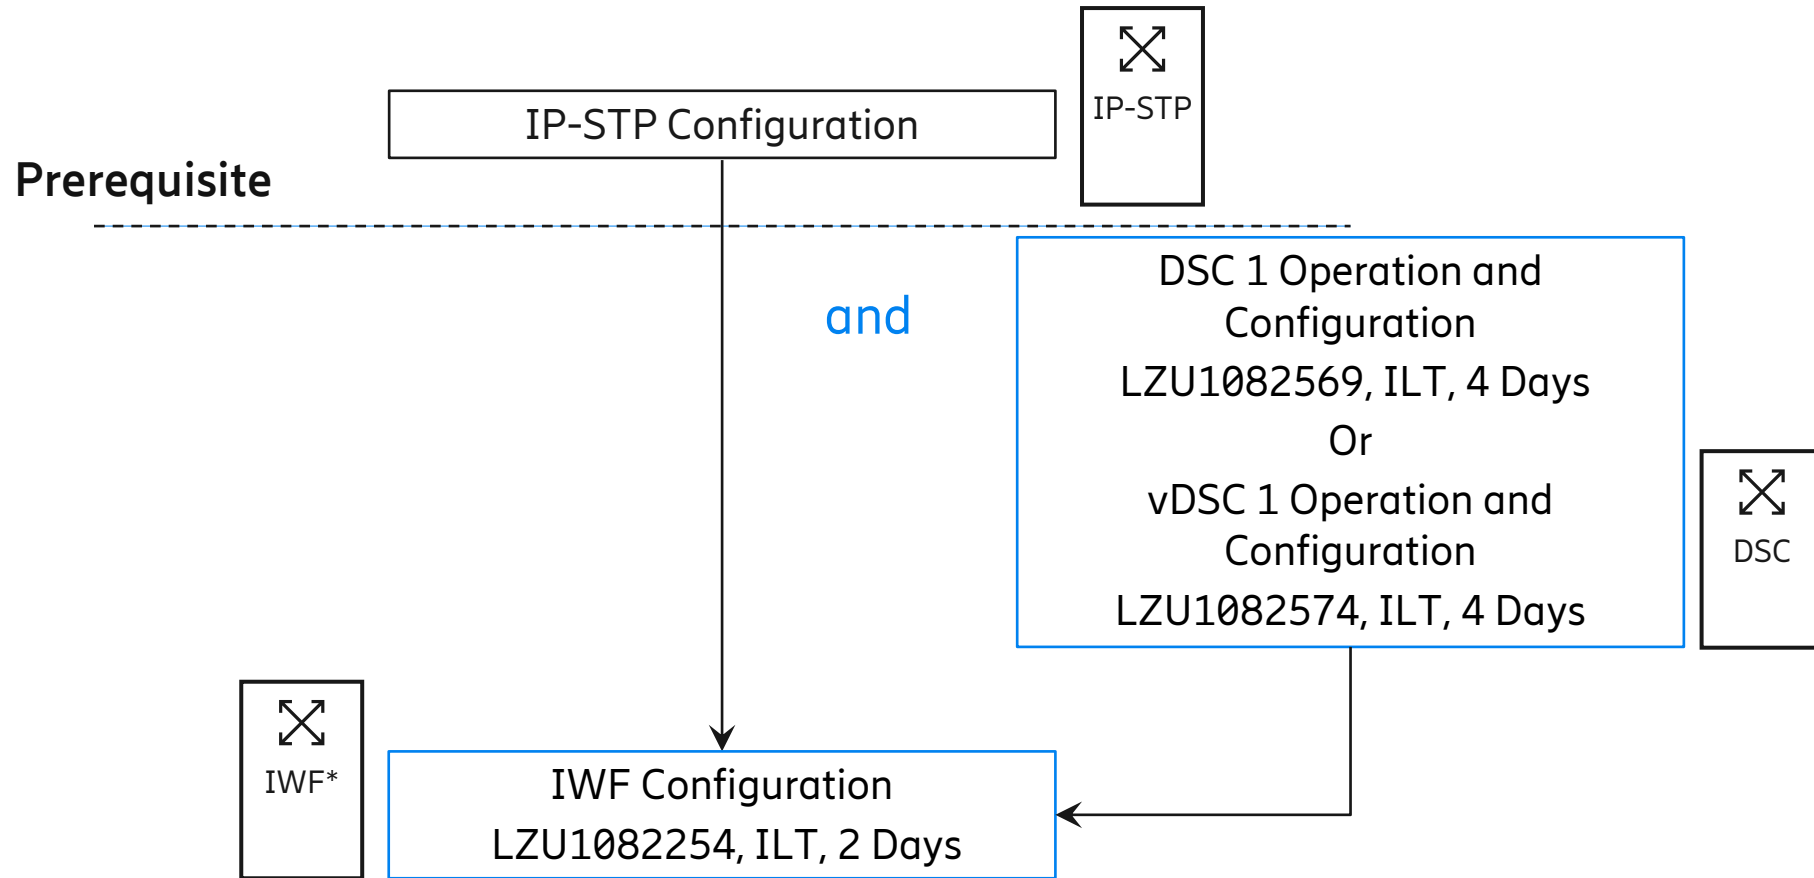 IP-STP
IP-STP Configuration
Prerequisite
and
DSC 1 Operation and
Configuration
LZU1082569, ILT, 4 Days
Or
vDSC 1 Operation and
Configuration
LZU1082574, ILT, 4 Days
DSC
IWF*
IWF Configuration
LZU1082254, ILT, 2 Days